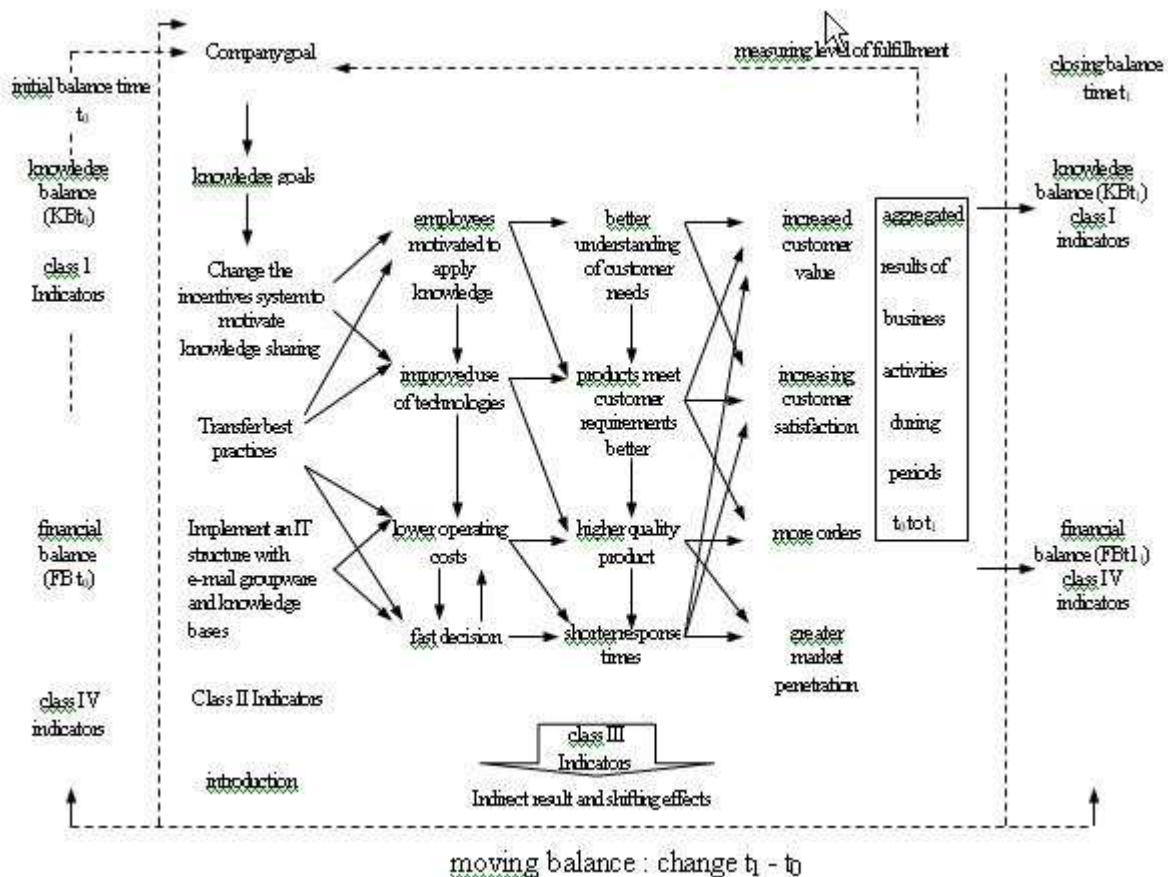 Company goal
measuring level of fulfillment
initial balance time
t₀
closing balance
time t₁
knowledge
balance
(KBt₀)
class I
Indicators
financial
balance
(FB t₀)
class IV
indicators
knowledge goals
Change the
incentives system to
motivate
knowledge sharing
Transfer best
practices
Implement an IT
structure with
e-mail groupware
and knowledge
bases
Class II Indicators
introduction
employees
motivated to
apply
knowledge
improved use
of technologies
lower operating
costs
fast decision
better
understanding
of customer
needs
products meet
customer
requirements
better
higher quality
product
shorter response
times
increased
customer
value
increasing
customer
satisfaction
more orders
greater
market
penetration
aggregated
results of
business
activities
during
periods
t₀ to t₁
knowledge
balance (KBt₁)
class I
indicators
financial
balance (FBt1₁)
class IV
indicators
class III
Indicators
Indirect result and shifting effects
moving balance : change t₁ - t₀